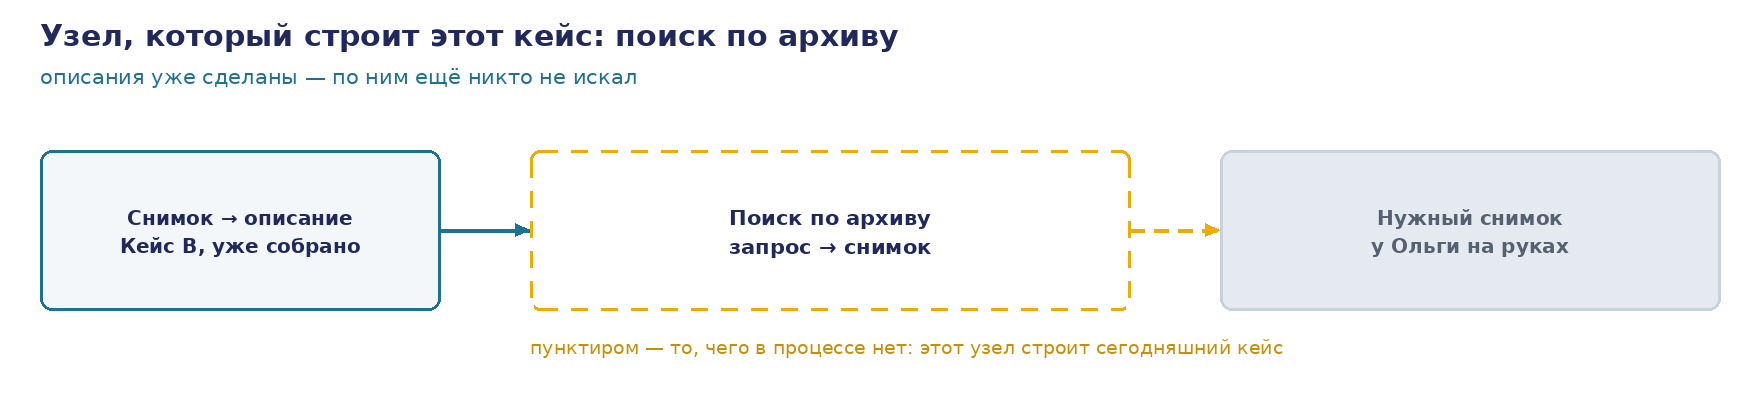 Узел, который строит этот кейс: поиск по архиву
описания уже сделаны — по ним ещё никто не искал
Снимок → описание
Кейс В, уже собрано
Поиск по архиву
запрос → снимок
Нужный снимок
у Ольги на руках
пунктиром — то, чего в процессе нет: этот узел строит сегодняшний кейс